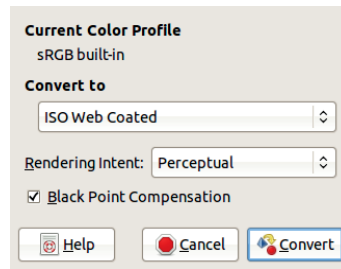 Current Color Profile
sRGB built-in
Convert to
ISO Web Coated
Rendering Intent: Perceptual
Black Point Compensation
Help Cancel Convert